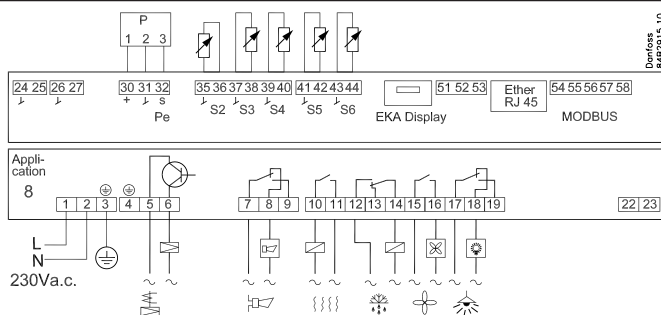 P
1 2 3
Danfoss
84B2915.10
24 25 26 27 30 31 32 35 36 37 38 39 40 41 42 43 44 51 52 53 Ether RJ 45 54 55 56 57 58
+ s S2 S3 S4 S5 S6
Pe EKA Display MODBUS
Appli-
cation
8
1 2 3 4 5 6 7 8 9 10 11 12 13 14 15 16 17 18 19 22 23
L
N
230Va.c.